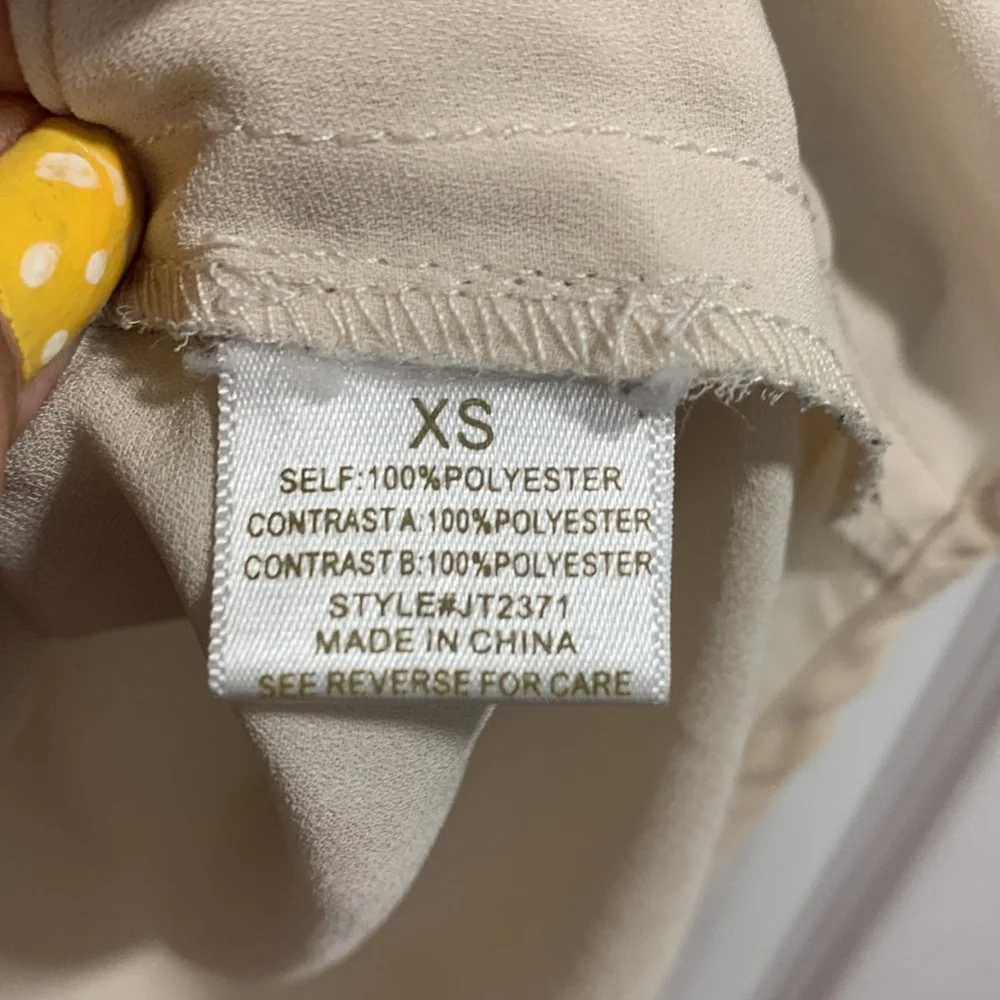 XS
SELF:100%POLYESTER
CONTRAST A:100%POLYESTER
CONTRAST B:100%POLYESTER
STYLE#JT2371
MADE IN CHINA
SEE REVERSE FOR CARE